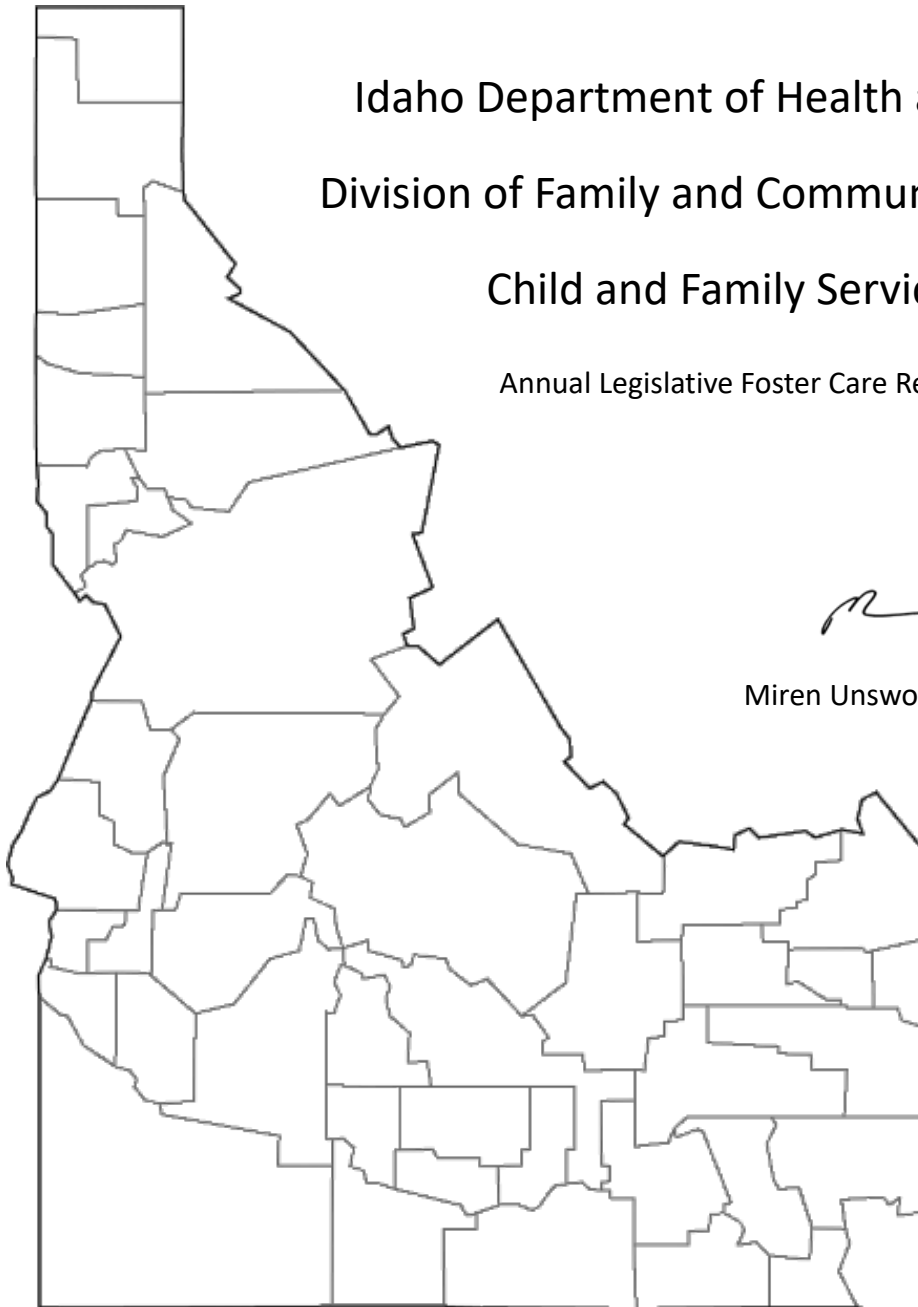 Idaho Department of Health
Division of Family and Commun
Child and Family Servic
Annual Legislative Foster Care Re
Miren Unswo